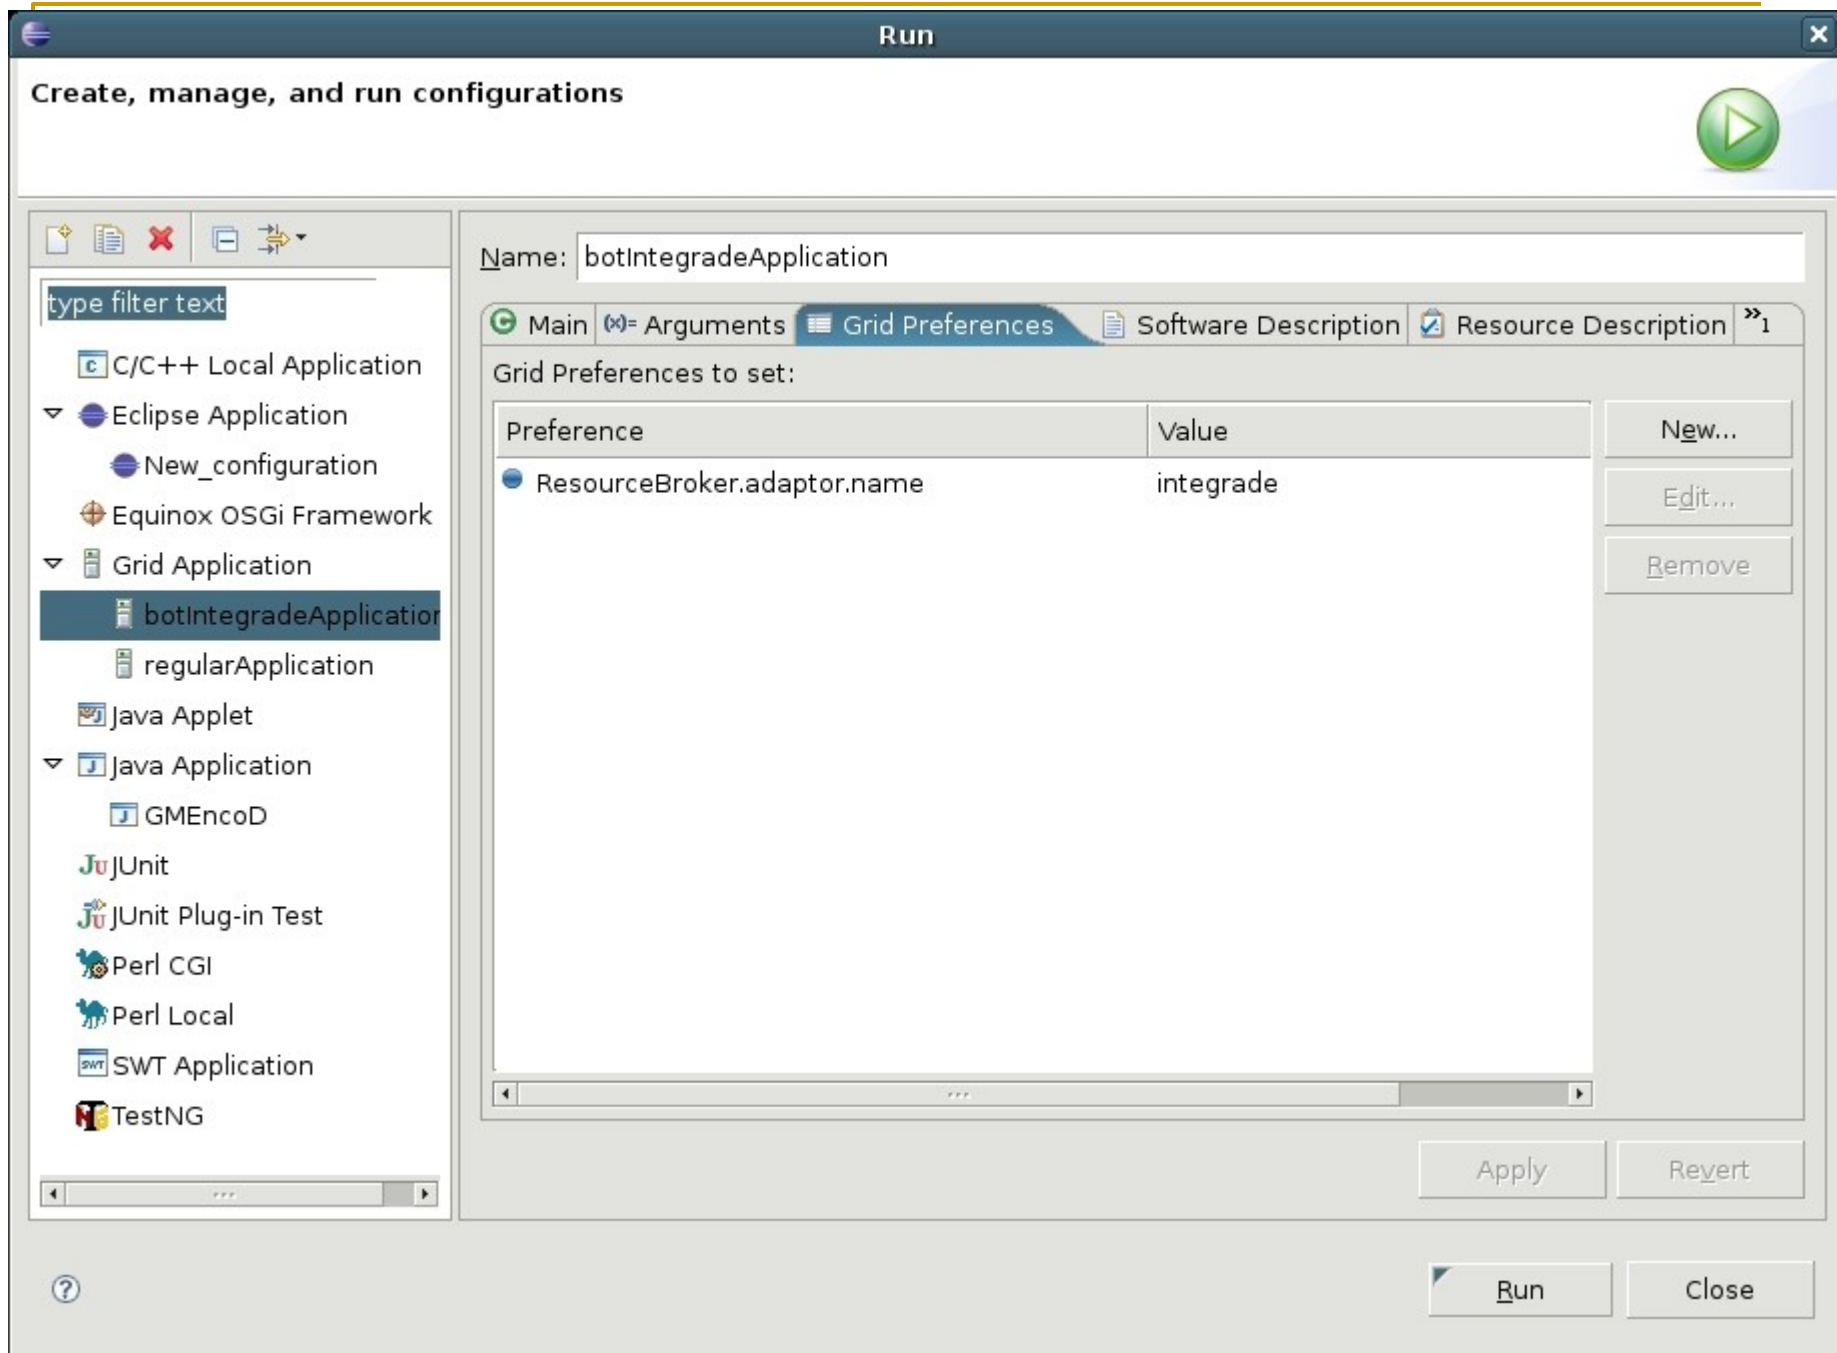 Run
Create, manage, and run configurations
type filter text
C/C++ Local Application
Eclipse Application
New_configuration
Equinox OSGi Framework
Grid Application
botIntegradeApplication
regularApplication
Java Applet
Java Application
GMEncoD
JUnit
JUnit Plug-in Test
Perl CGI
Perl Local
SWT Application
TestNG
Name: botIntegradeApplication
Main (x)= Arguments Grid Preferences Software Description Resource Description »1
Grid Preferences to set:
Preference Value
ResourceBroker.adaptor.name integrade
New...
Edit...
Remove
Apply Revert
Run Close